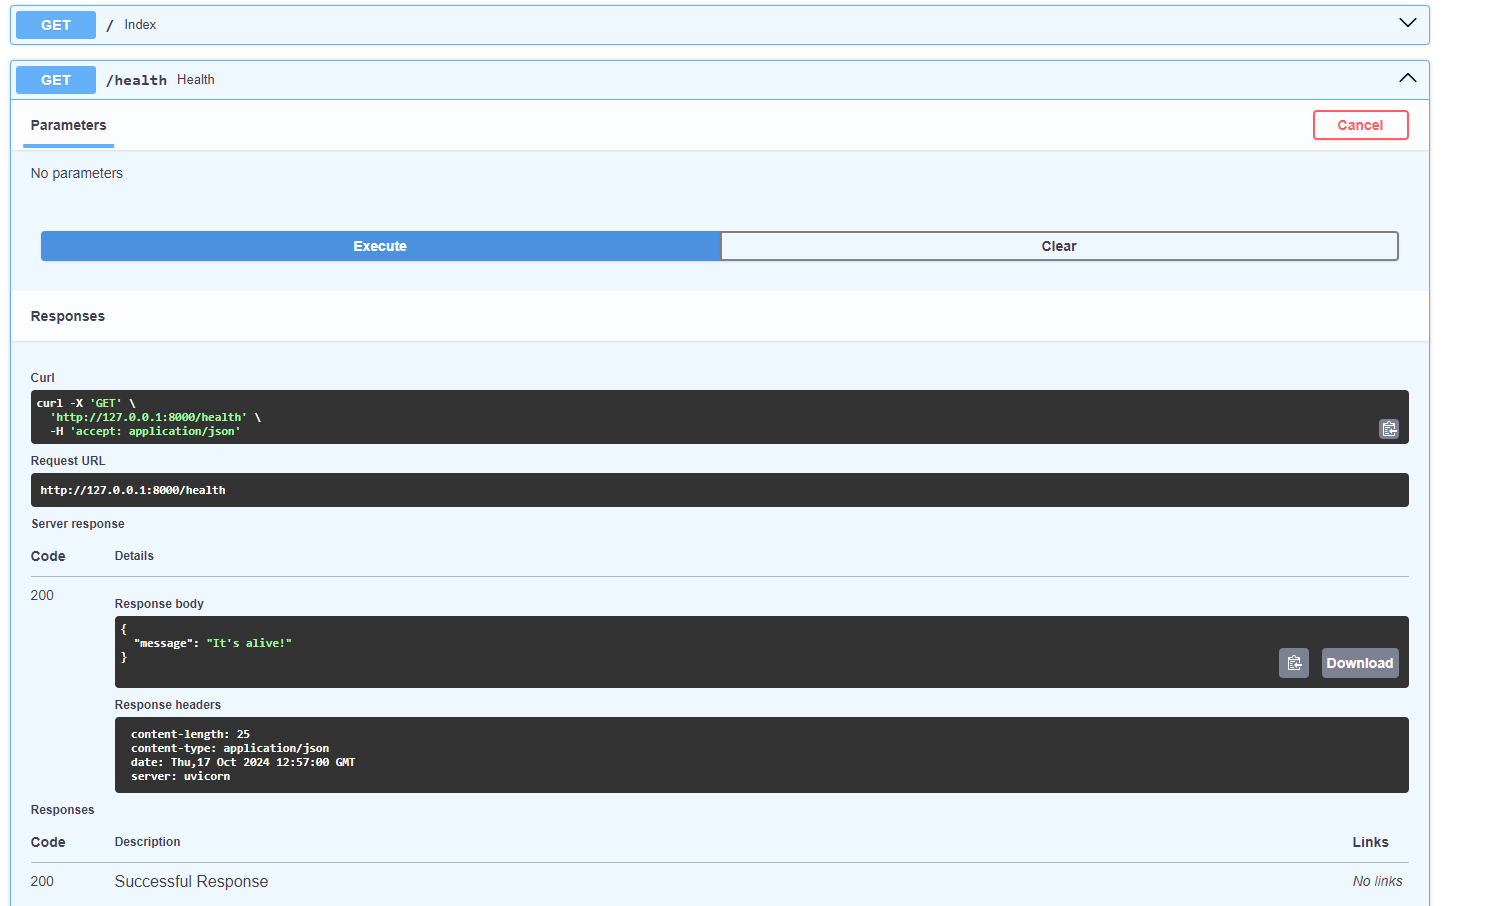 GET / Index
GET /health Health
Parameters
Cancel
No parameters
Execute
Clear
Responses
Curl
curl -X 'GET' \
'http://127.0.0.1:8000/health' \
-H 'accept: application/json'
Request URL
http://127.0.0.1:8000/health
Server response
Code Details
200
Response body
{
"message": "It's alive!"
}
Download
Response headers
content-length: 25
content-type: application/json
date: Thu,17 Oct 2024 12:57:00 GMT
server: uvicorn
Responses
Code Description Links
200 Successful Response No links